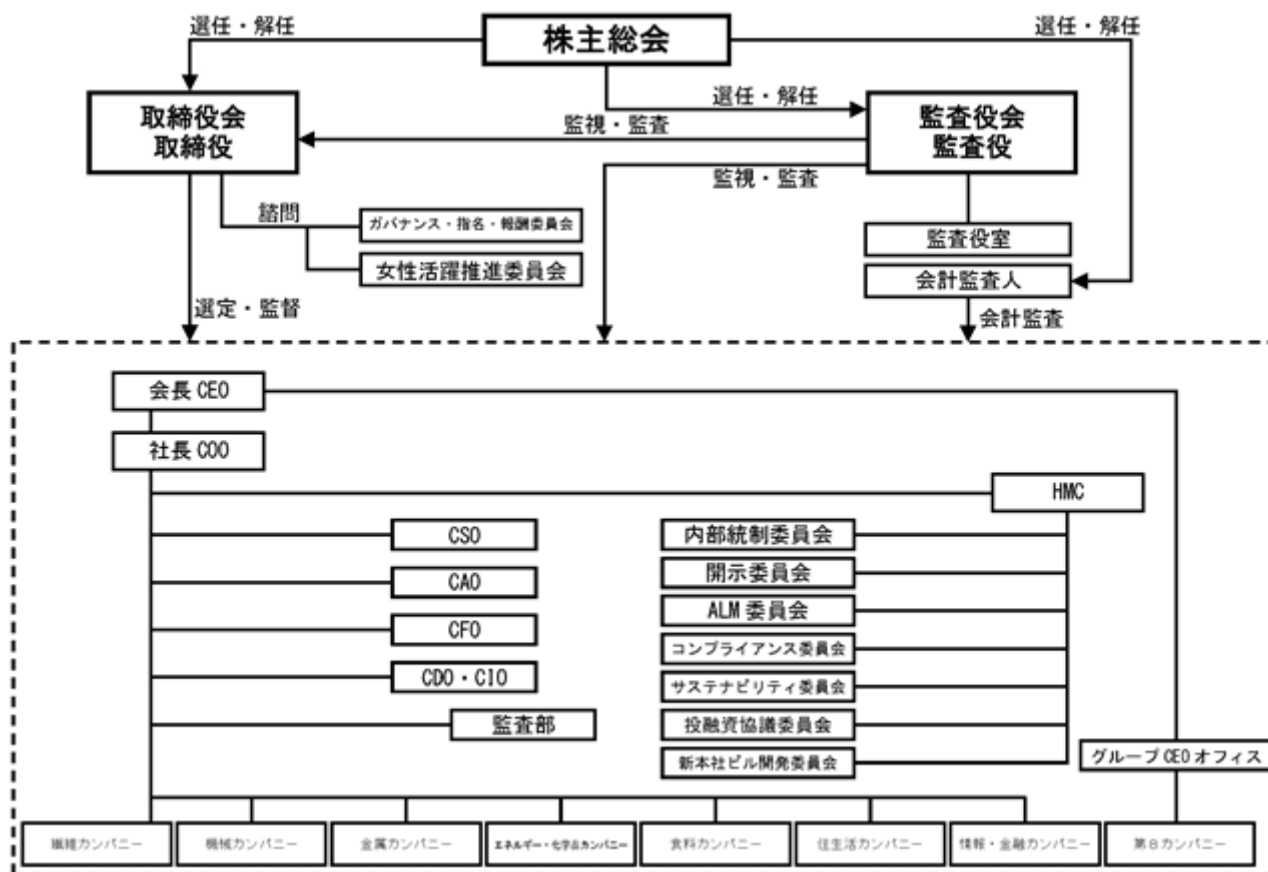 株主総会
選任・解任
選任・解任
選任・解任
取締役会
取締役
監査役会
監査役
監視・監査
監視・監査
諮問
ガバナンス・指名・報酬委員会
女性活躍推進委員会
監査役室
会計監査人
選定・監督
会計監査
会長 CEO
社長 COO
HMC
CSO
CAO
CFO
CDO・CIO
監査部
内部統制委員会
開示委員会
ALM 委員会
コンプライアンス委員会
サステナビリティ委員会
投融資協議委員会
新本社ビル開発委員会
グループ CEO オフィス
繊維カンパニー
機械カンパニー
金属カンパニー
エネルギー・化学品カンパニー
食料カンパニー
住生活カンパニー
情報・金融カンパニー
第8カンパニー